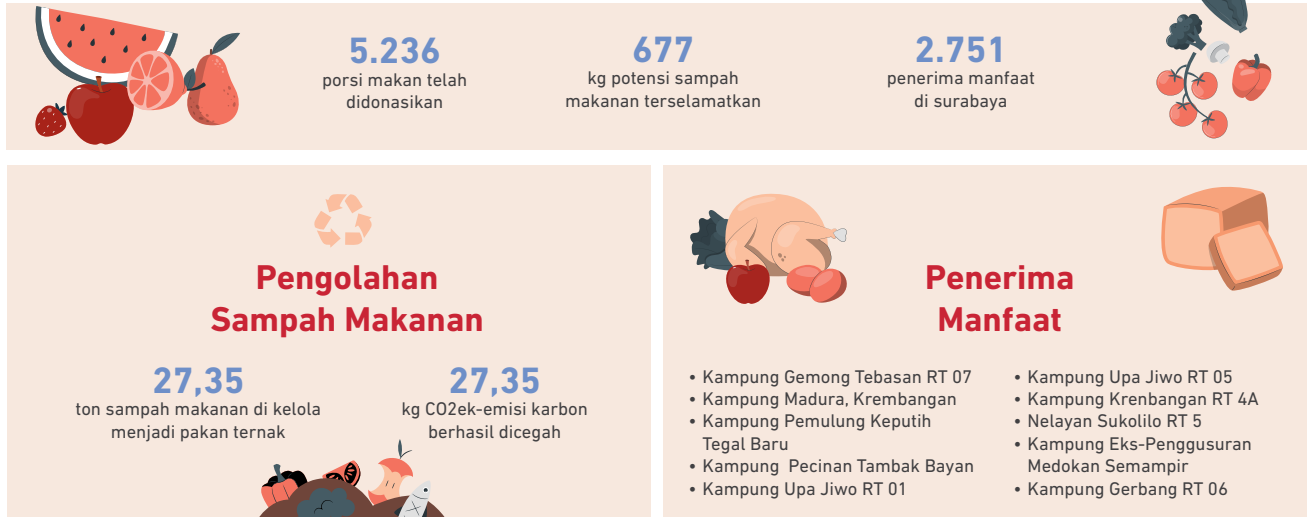 5.236
porsi makan telah
didonasikan
677
kg potensi sampah
makanan terselamatkan
2.751
penerima manfaat
di surabaya
Pengolahan
Sampah Makanan
27,35
ton sampah makanan di kelola
menjadi pakan ternak
27,35
kg CO2ek-emisi karbon
berhasil dicegah
Penerima
Manfaat
• Kampung Gemong Tebasan RT 07
• Kampung Madura, Krembangan
• Kampung Pemulung Keputih
Tegal Baru
• Kampung Pecinan Tambak Bayan
• Kampung Upa Jiwo RT 01
• Kampung Upa Jiwo RT 05
• Kampung Krenbangan RT 4A
• Nelayan Sukolilo RT 5
• Kampung Eks-Penggusuran
Medokan Semampir
• Kampung Gerbang RT 06